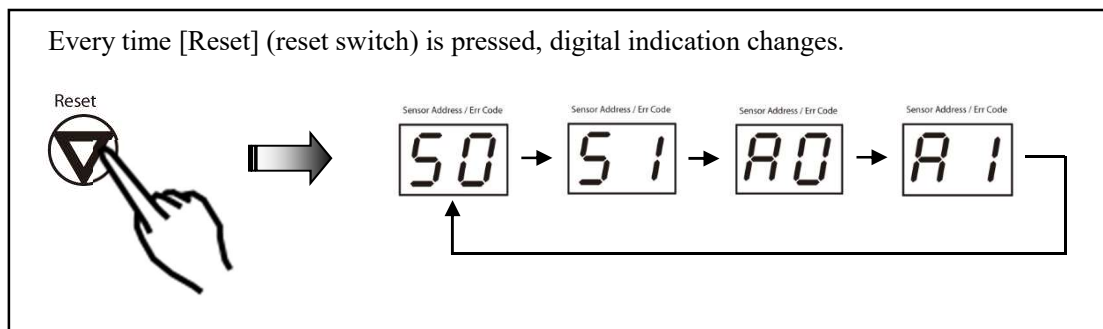 Every time [Reset] (reset switch) is pressed, digital indication changes.
Reset
Sensor Address / Err Code
Sensor Address / Err Code
Sensor Address / Err Code
Sensor Address / Err Code
S0
S1
A0
A1